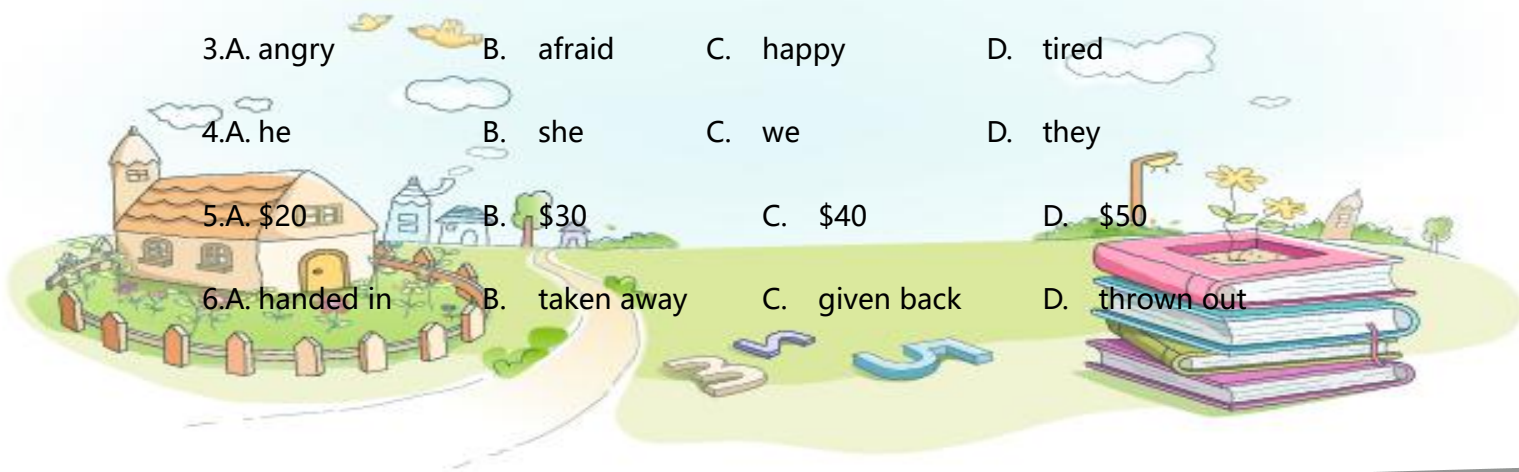 3.A. angry B. afraid C. happy D. tired
4.A. he B. she C. we D. they
5.A. $20 B. $30 C. $40 D. $50
6.A. handed in B. taken away C. given back D. thrown out